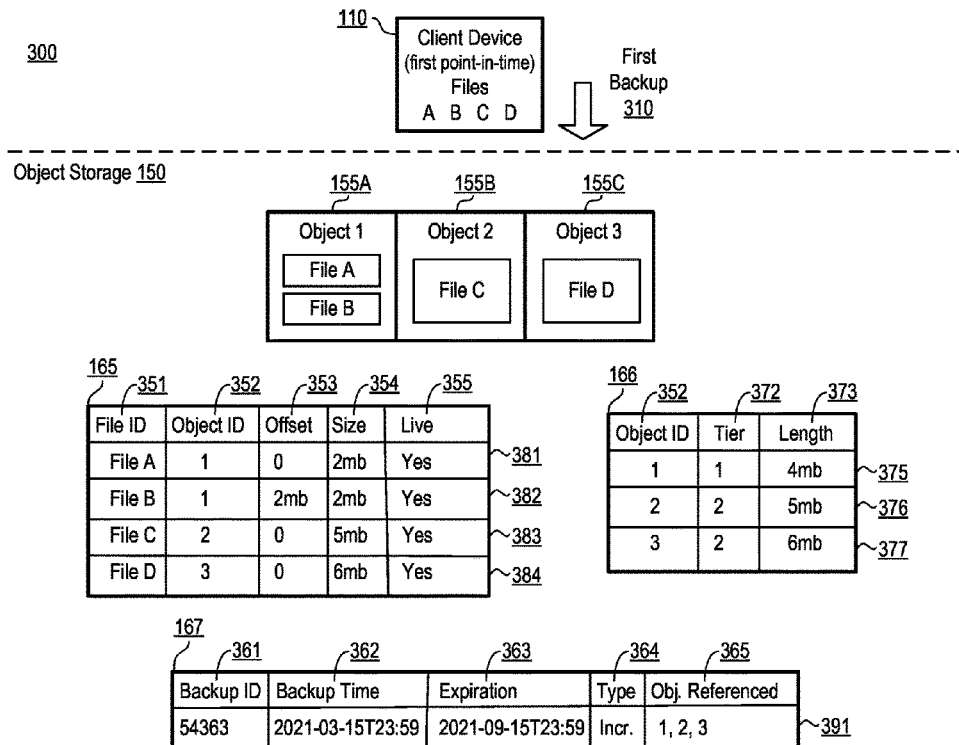 300
110
Client Device
(first point-in-time)
Files
A B C D
First
Backup
310
Object Storage 150
155A 155B 155C
Object 1 Object 2 Object 3
File A
File B
File C
File D
165 351 352 353 354 355
File ID Object ID Offset Size Live
File A 1 0 2mb Yes 381
File B 1 2mb 2mb Yes 382
File C 2 0 5mb Yes 383
File D 3 0 6mb Yes 384
166 352 372 373
Object ID Tier Length
1 1 4mb 375
2 2 5mb 376
3 2 6mb 377
167 361 362 363 364 365
Backup ID Backup Time Expiration Type Obj. Referenced
54363 2021-03-15T23:59 2021-09-15T23:59 Incr. 1, 2, 3 391